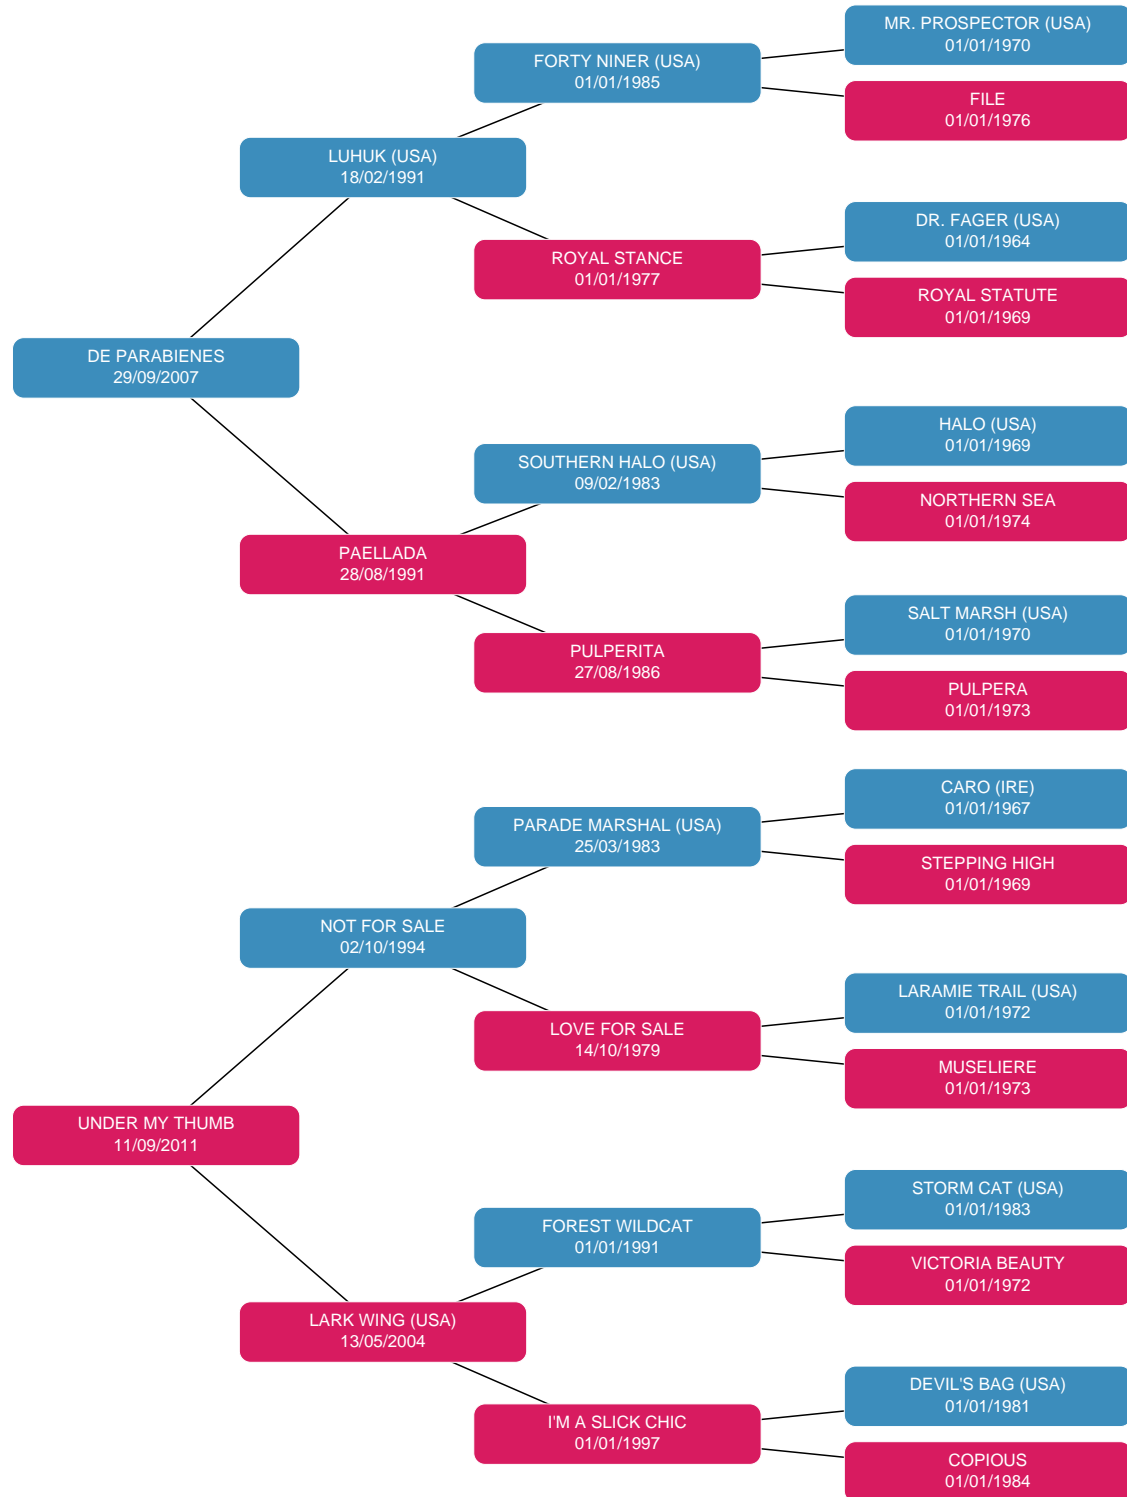 MR. PROSPECTOR (USA)
01/01/1970
FORTY NINER (USA)
01/01/1985
FILE
01/01/1976
LUHUK (USA)
18/02/1991
DR. FAGER (USA)
01/01/1964
ROYAL STANCE
01/01/1977
ROYAL STATUTE
01/01/1969
DE PARABIENES
29/09/2007
HALO (USA)
01/01/1969
SOUTHERN HALO (USA)
09/02/1983
NORTHERN SEA
01/01/1974
PAELLADA
28/08/1991
SALT MARSH (USA)
01/01/1970
PULPERITA
27/08/1986
PULPERA
01/01/1973
CARO (IRE)
01/01/1967
PARADE MARSHAL (USA)
25/03/1983
STEPPING HIGH
01/01/1969
NOT FOR SALE
02/10/1994
LARAMIE TRAIL (USA)
01/01/1972
LOVE FOR SALE
14/10/1979
MUSELIERE
01/01/1973
UNDER MY THUMB
11/09/2011
STORM CAT (USA)
01/01/1983
FOREST WILDCAT
01/01/1991
VICTORIA BEAUTY
01/01/1972
LARK WING (USA)
13/05/2004
DEVIL'S BAG (USA)
01/01/1981
I'M A SLICK CHIC
01/01/1997
COPIOUS
01/01/1984